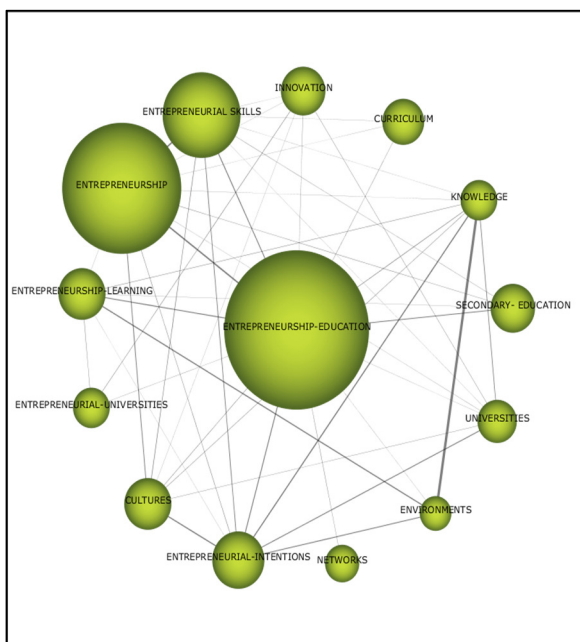 INNOVATION
ENTREPRENEURIAL SKILLS
CURRICULUM
ENTREPRENEURSHIP
KNOWLEDGE
ENTREPRENEURSHIP-LEARNING
SECONDARY- EDUCATION
ENTREPRENEURSHIP-EDUCATION
ENTREPRENEURIAL-UNIVERSITIES
UNIVERSITIES
CULTURES
ENVIRONMENTS
ENTREPRENEURIAL-INTENTIONS
NETWORKS